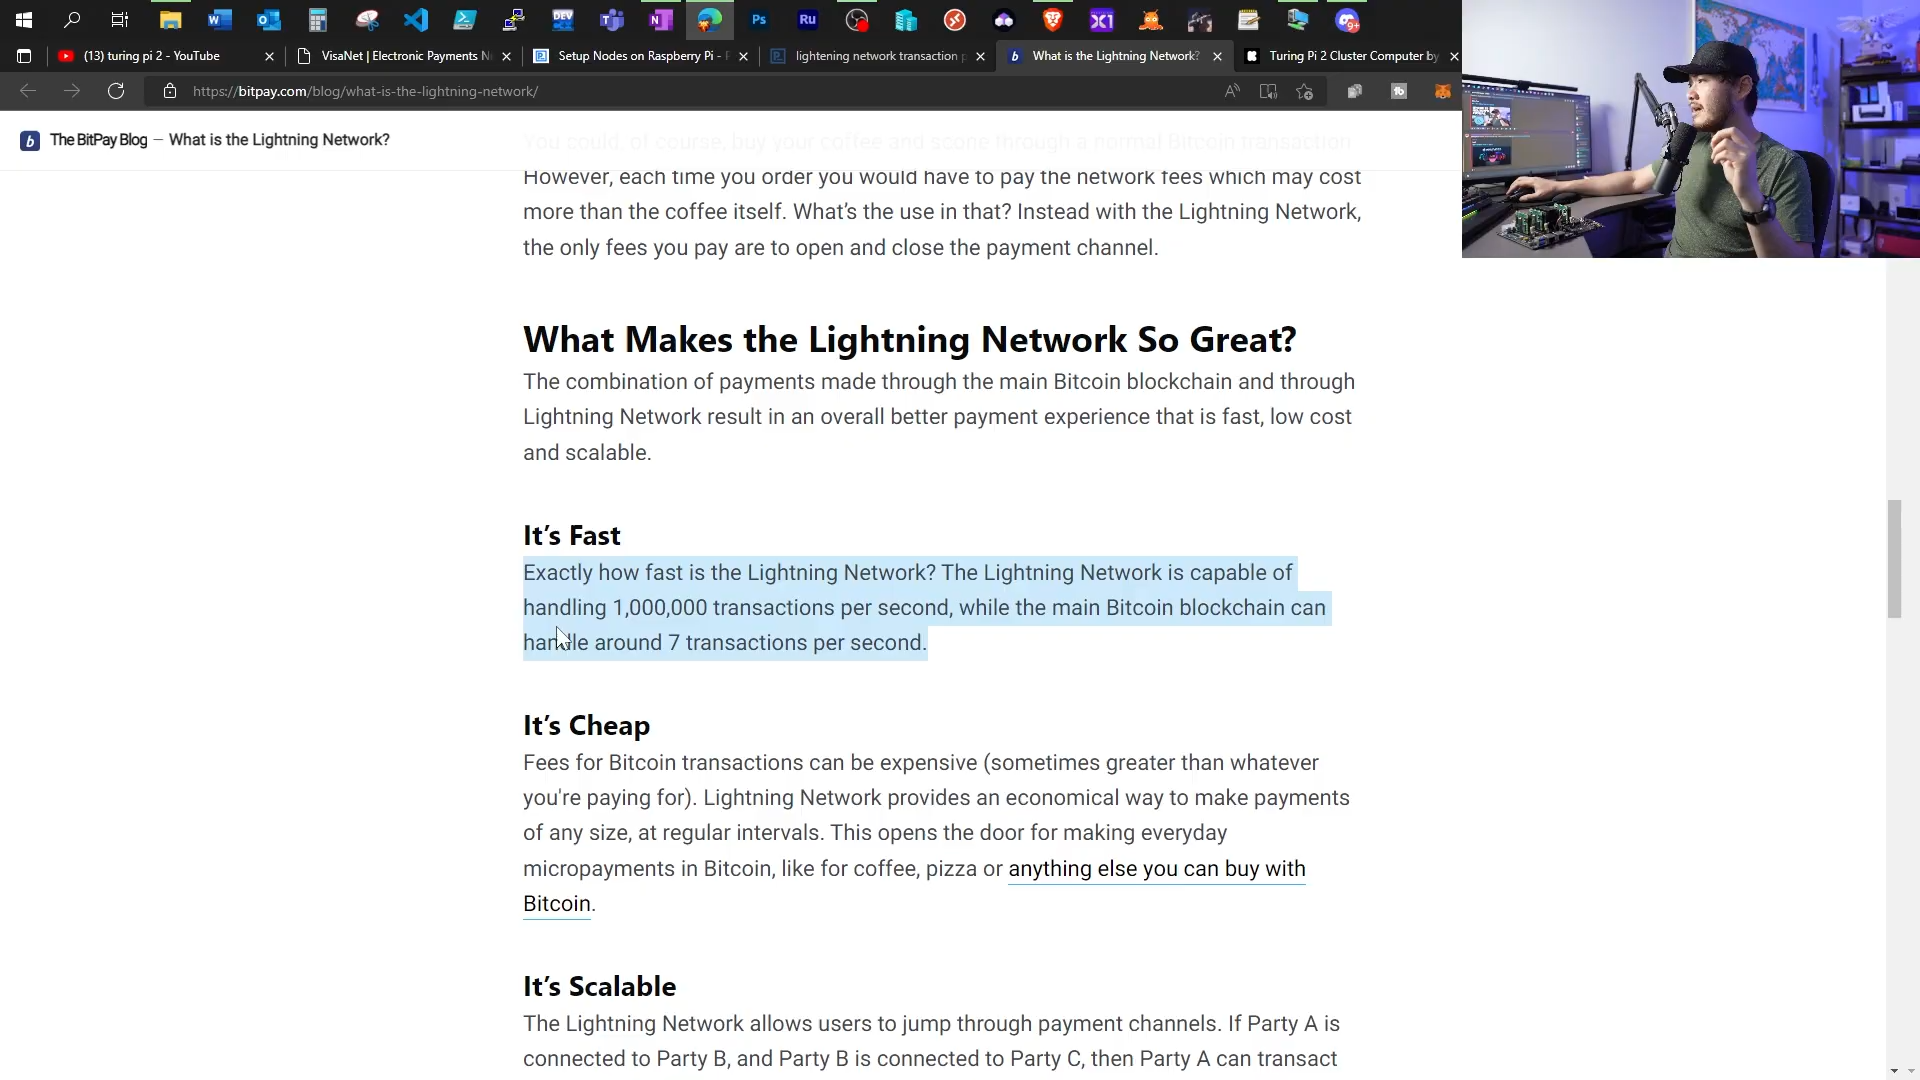 (13) turing pi 2 - YouTube
VisaNet | Electronic Payments N
Setup Nodes on Raspberry Pi - P
lightening network transaction p
What is the Lightning Network?
Turing Pi 2 Cluster Computer by
https://bitpay.com/blog/what-is-the-lightning-network/
The BitPay Blog — What is the Lightning Network?
You could, of course, buy your coffee and scone through a normal Bitcoin transaction
However, each time you order you would have to pay the network fees which may cost
more than the coffee itself. What’s the use in that? Instead with the Lightning Network,
the only fees you pay are to open and close the payment channel.
What Makes the Lightning Network So Great?
The combination of payments made through the main Bitcoin blockchain and through
Lightning Network result in an overall better payment experience that is fast, low cost
and scalable.
It’s Fast
Exactly how fast is the Lightning Network? The Lightning Network is capable of
handling 1,000,000 transactions per second, while the main Bitcoin blockchain can
handle around 7 transactions per second.
It’s Cheap
Fees for Bitcoin transactions can be expensive (sometimes greater than whatever
you're paying for). Lightning Network provides an economical way to make payments
of any size, at regular intervals. This opens the door for making everyday
micropayments in Bitcoin, like for coffee, pizza or anything else you can buy with
Bitcoin.
It’s Scalable
The Lightning Network allows users to jump through payment channels. If Party A is
connected to Party B, and Party B is connected to Party C, then Party A can transact